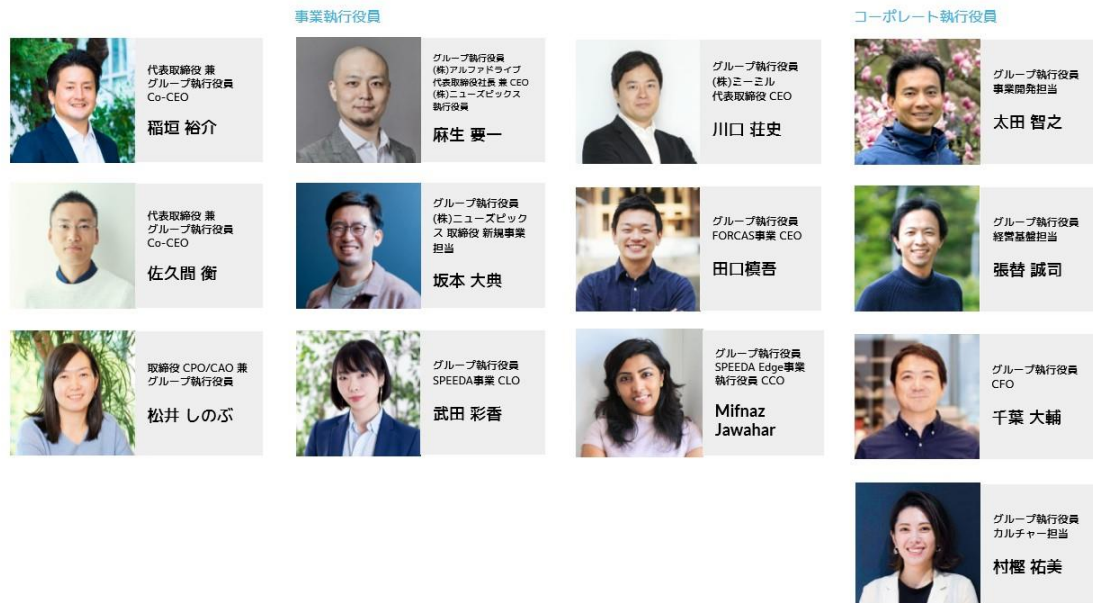 事業執行役員
コーポレート執行役員
代表取締役 兼
グループ執行役員
Co-CEO
稲垣 裕介
グループ執行役員
(株)アルファドライブ
代表取締役社長 兼 CEO
(株)ニューズピックス
執行役員
麻生 要一
グループ執行役員
(株)ミーミル
代表取締役 CEO
川口 荘史
グループ執行役員
事業開発担当
太田 智之
代表取締役 兼
グループ執行役員
Co-CEO
佐久間 衡
グループ執行役員
(株)ニューズピック
ス 取締役 新規事業
担当
坂本 大典
グループ執行役員
FORCAS事業 CEO
田口槙吾
グループ執行役員
経営基盤担当
張替 誠司
取締役 CPO/CAO 兼
グループ執行役員
松井 しのぶ
グループ執行役員
SPEEDA事業 CLO
武田 彩香
グループ執行役員
SPEEDA Edge事業
執行役員 CCO
Mifnaz
Jawahar
グループ執行役員
CFO
千葉 大輔
グループ執行役員
カルチャー担当
村樫 祐美